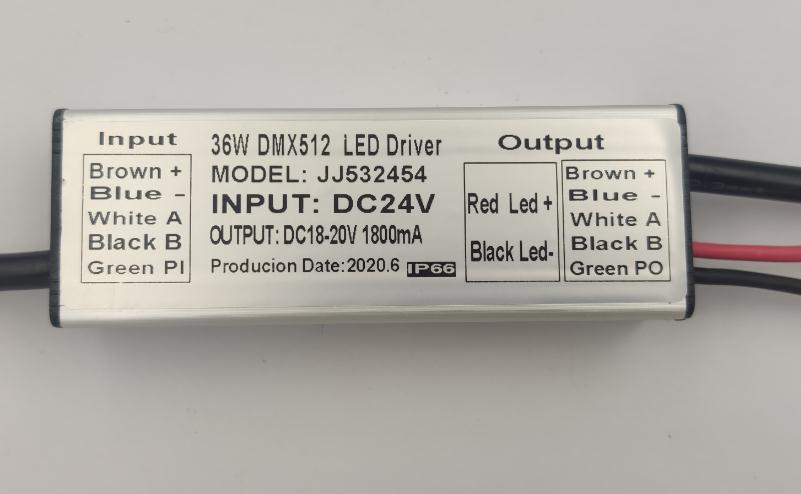 Input
Brown +
Blue -
White A
Black B
Green PI
36W DMX512 LED Driver
MODEL: JJ532454
INPUT: DC24V
OUTPUT: DC18-20V 1800mA
Producion Date:2020.6 IP66
Output
Red Led +
Black Led-
Brown +
Blue -
White A
Black B
Green PO